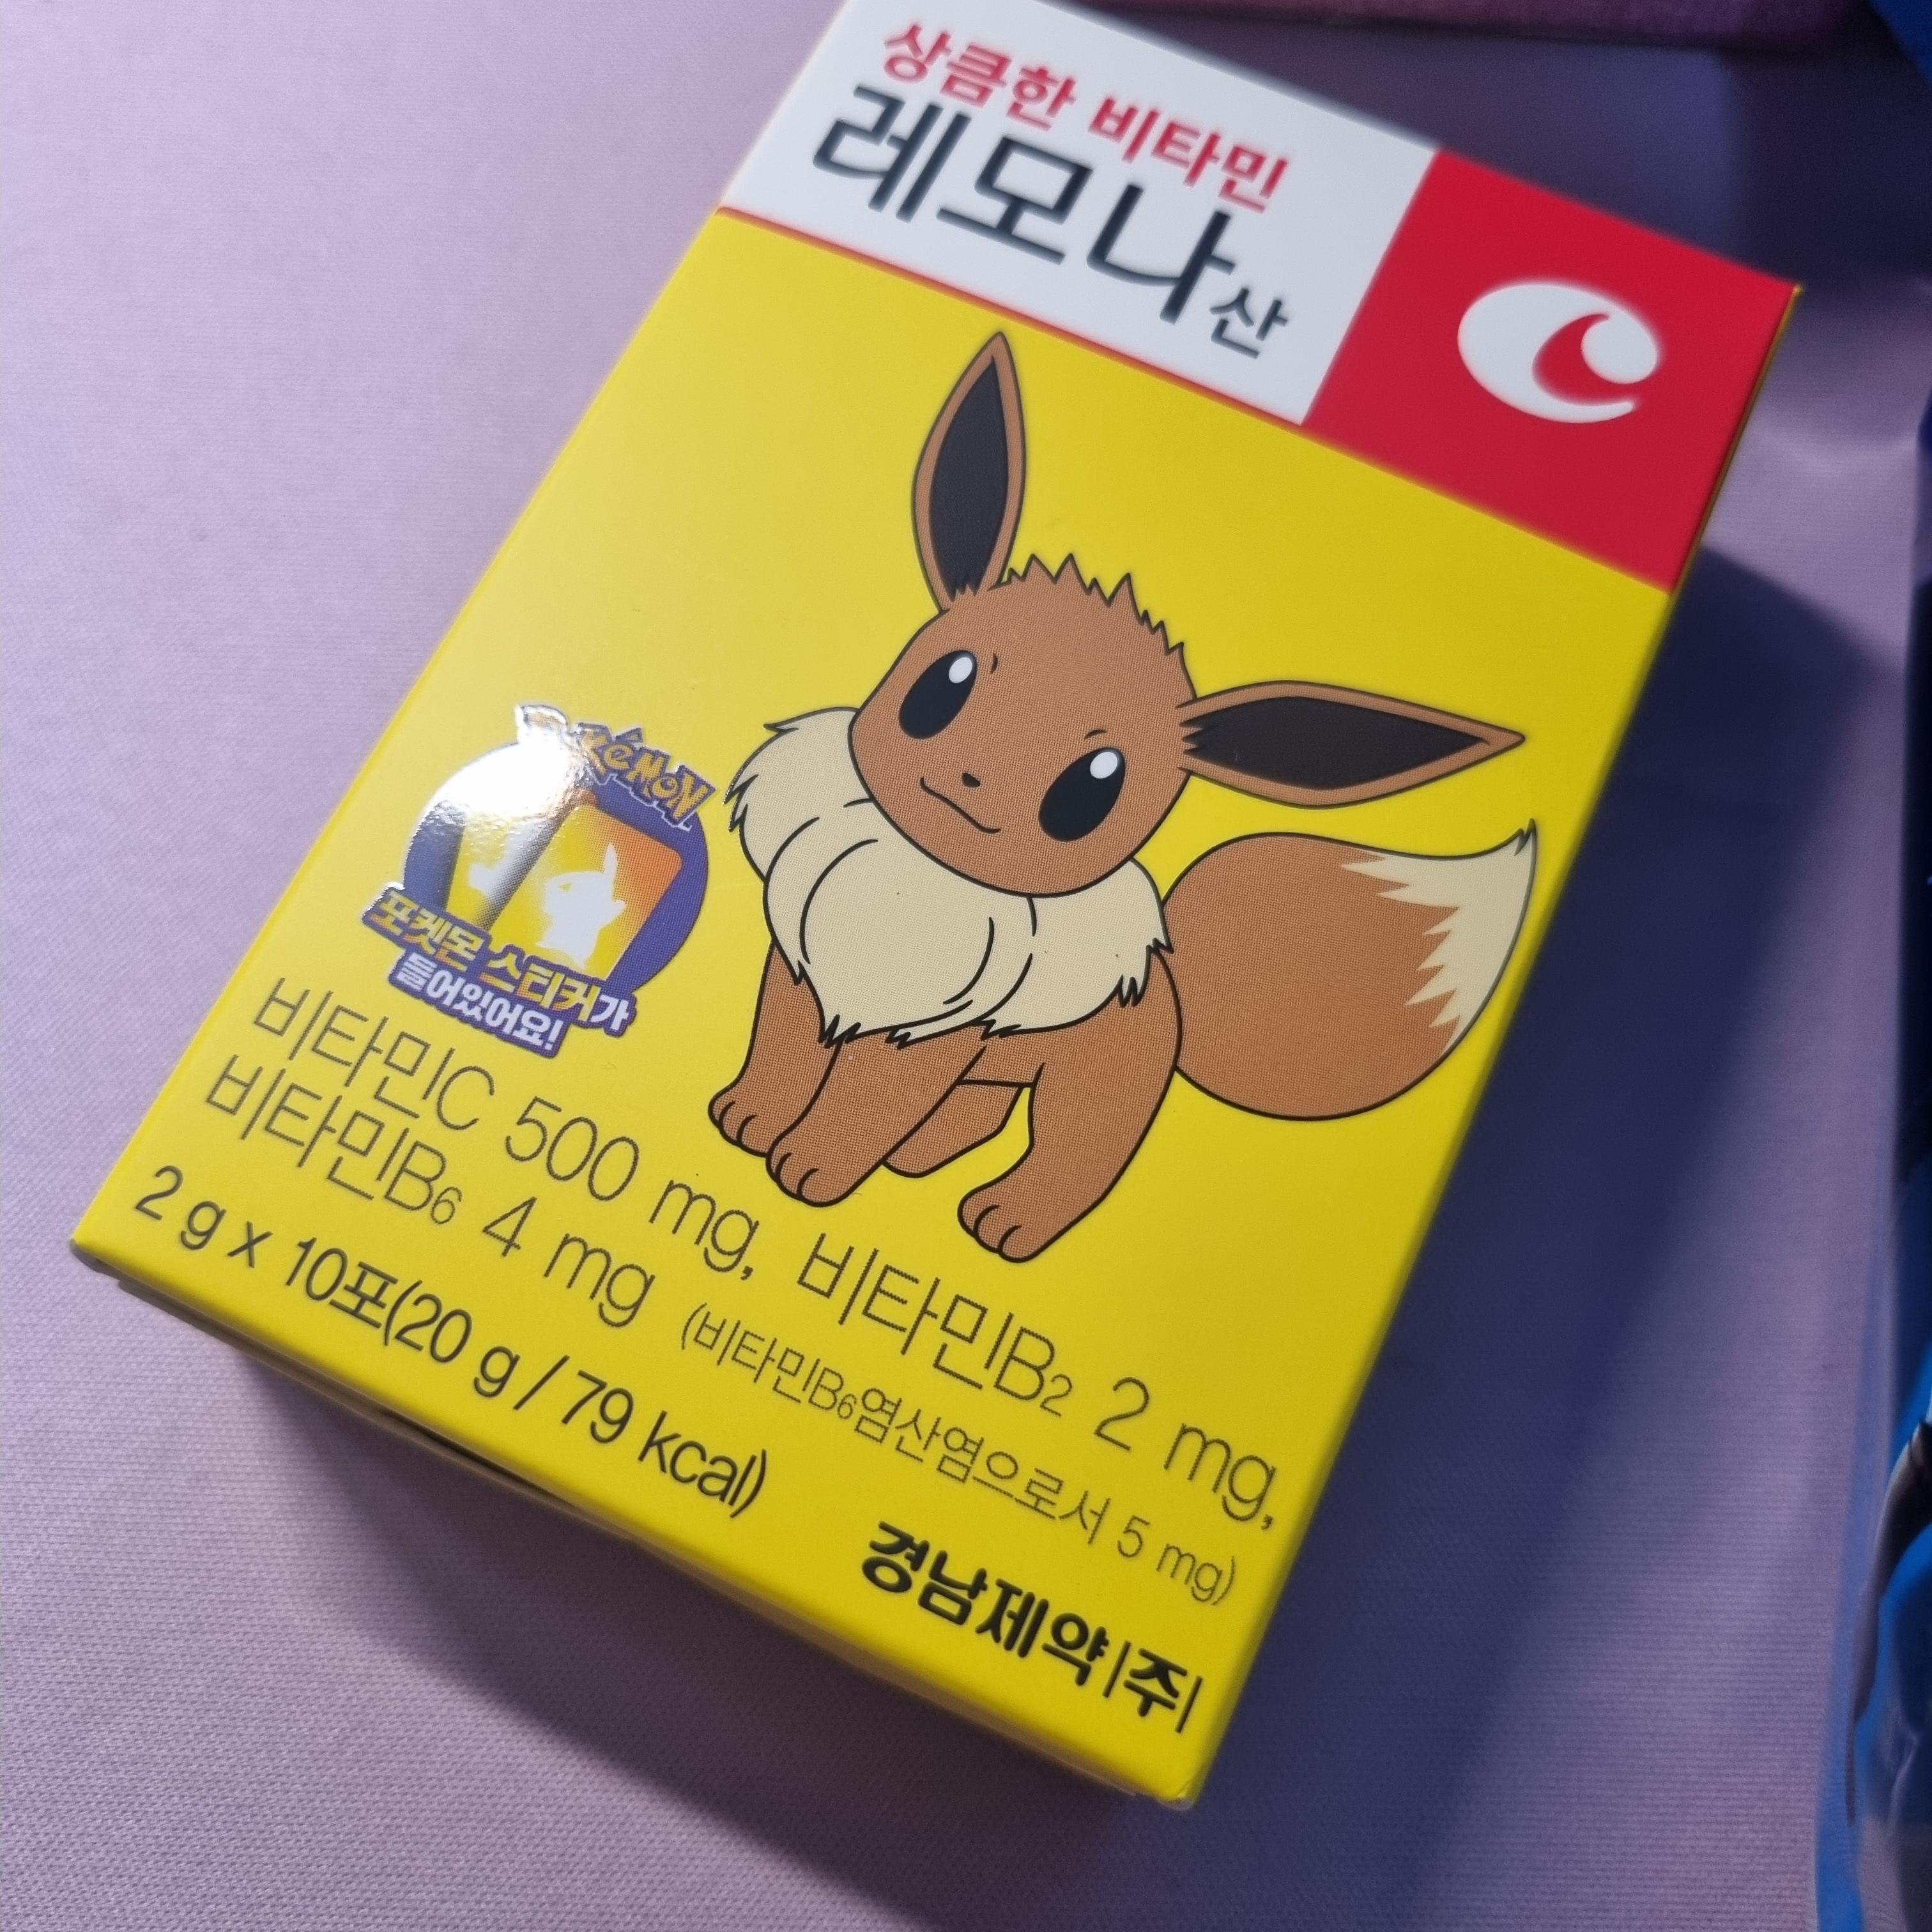 상큼한 비타민
레모나산
Pokémon
포켓몬 스티커가
들어있어요!
비타민C 500 mg, 비타민B₂ 2 mg,
비타민B₆ 4 mg (비타민B₆염산염으로서 5 mg)
2 g x 10포(20 g / 79 kcal)
경남제약|주|